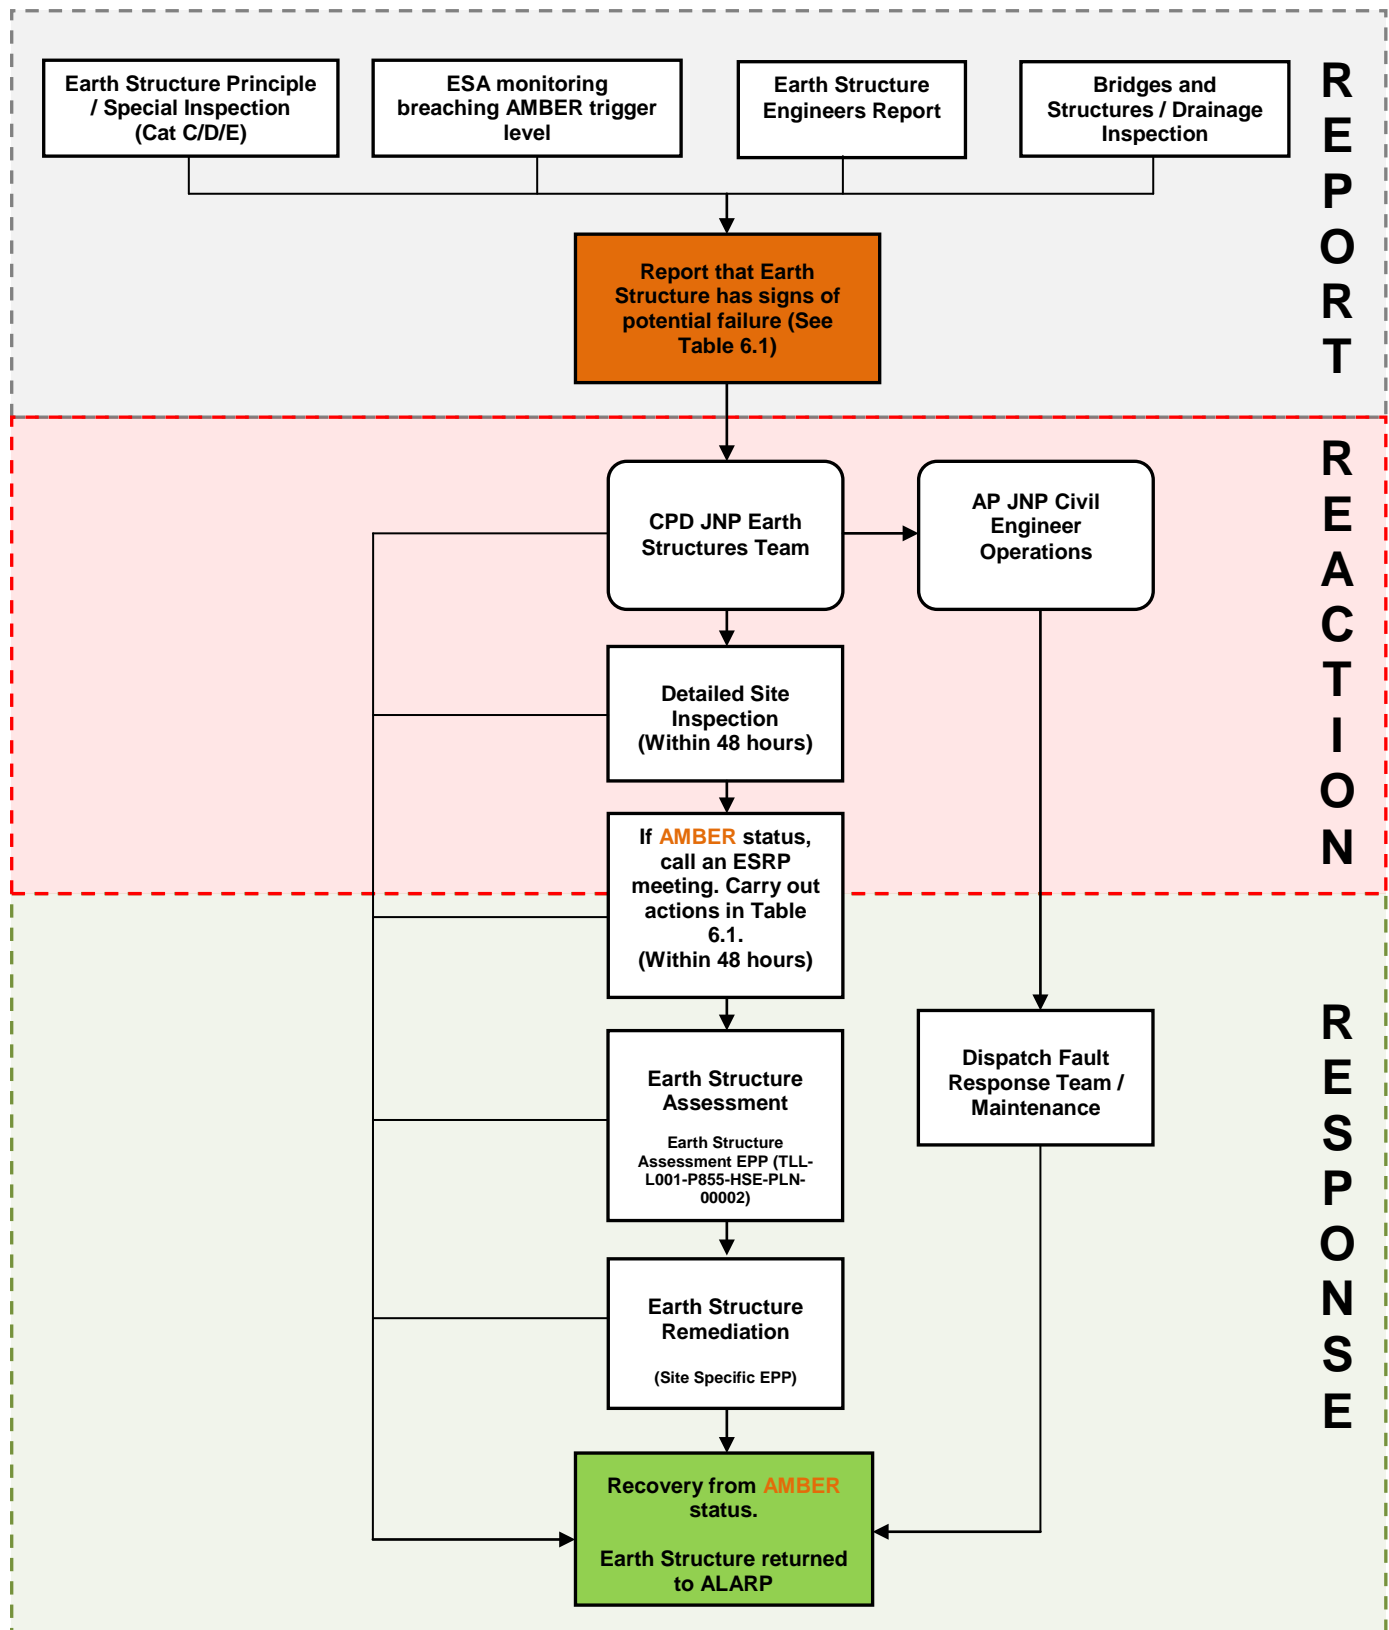 Earth Structure Principle
/ Special Inspection
(Cat C/D/E)
ESA monitoring
breaching AMBER trigger
level
Earth Structure
Engineers Report
Bridges and
Structures / Drainage
Inspection
REPORT
Report that Earth
Structure has signs of
potential failure (See
Table 6.1)
REACTION
CPD JNP Earth
Structures Team
AP JNP Civil
Engineer
Operations
Detailed Site
Inspection
(Within 48 hours)
If AMBER status,
call an ESRP
meeting. Carry out
actions in Table
6.1.
(Within 48 hours)
RESPONSE
Earth Structure
Assessment
Earth Structure
Assessment EPP (TLL-
L001-P855-HSE-PLN-
00002)
Dispatch Fault
Response Team /
Maintenance
Earth Structure
Remediation
(Site Specific EPP)
Recovery from AMBER
status.
Earth Structure returned
to ALARP